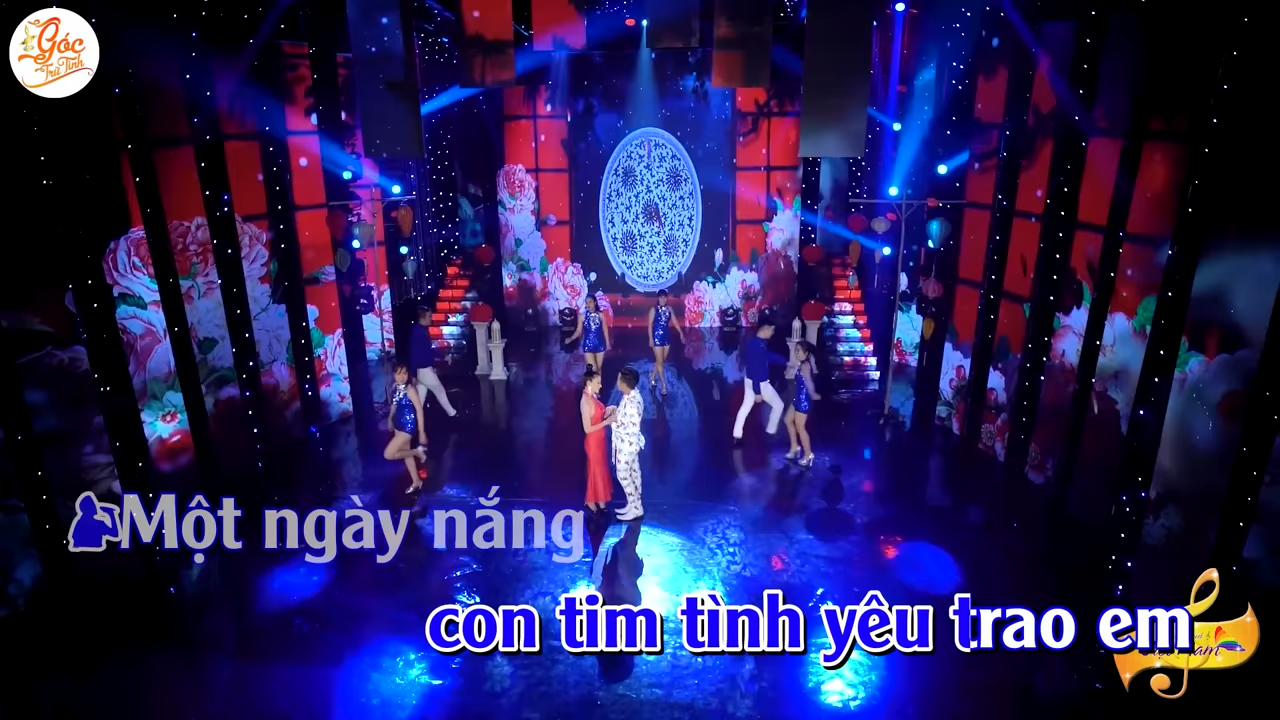 Góc
Trữ Tình
Một ngày nắng
con tim tình yêu trao em